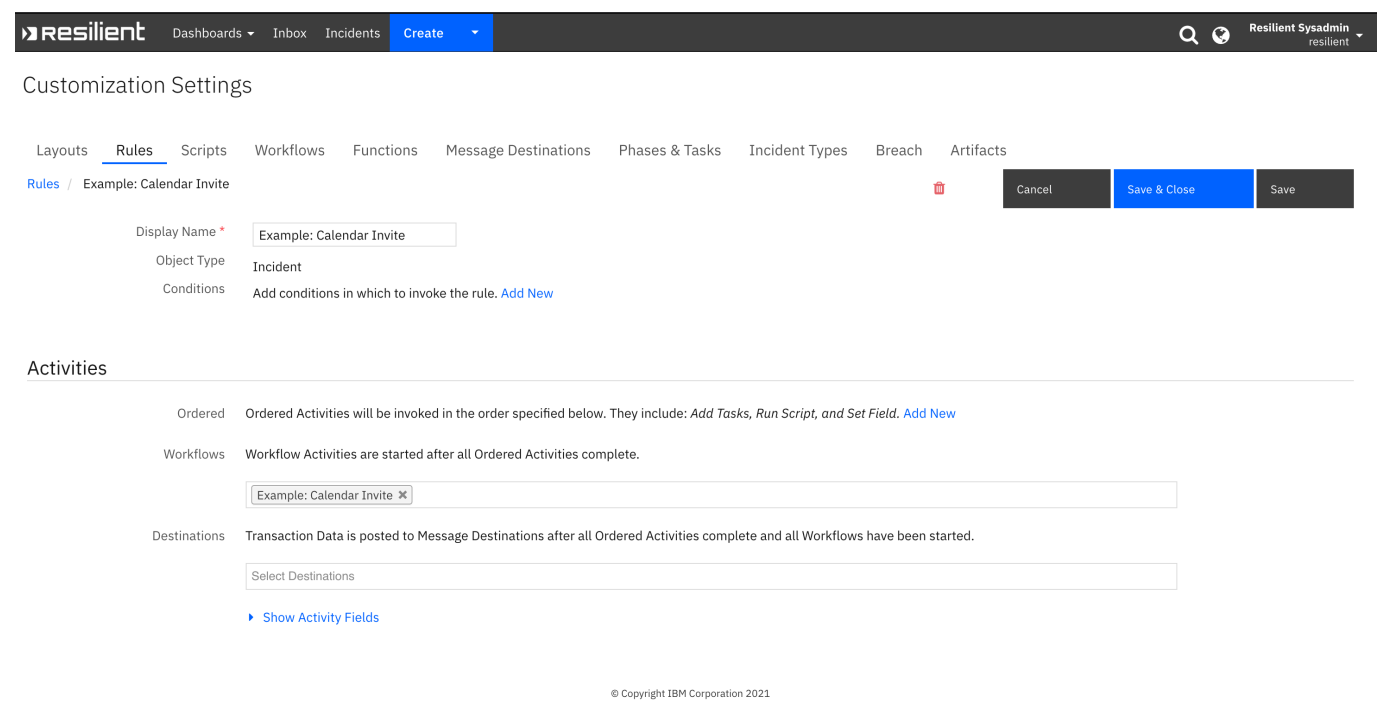 Resilient Dashboards Inbox Incidents Create Resilient Sysadmin
resilient
Customization Settings
Layouts Rules Scripts Workflows Functions Message Destinations Phases & Tasks Incident Types Breach Artifacts
Rules / Example: Calendar Invite Cancel Save & Close Save
Display Name * Example: Calendar Invite
Object Type Incident
Conditions Add conditions in which to invoke the rule. Add New
Activities
Ordered Ordered Activities will be invoked in the order specified below. They include: Add Tasks, Run Script, and Set Field. Add New
Workflows Workflow Activities are started after all Ordered Activities complete.
Example: Calendar Invite
Destinations Transaction Data is posted to Message Destinations after all Ordered Activities complete and all Workflows have been started.
Select Destinations
Show Activity Fields
© Copyright IBM Corporation 2021